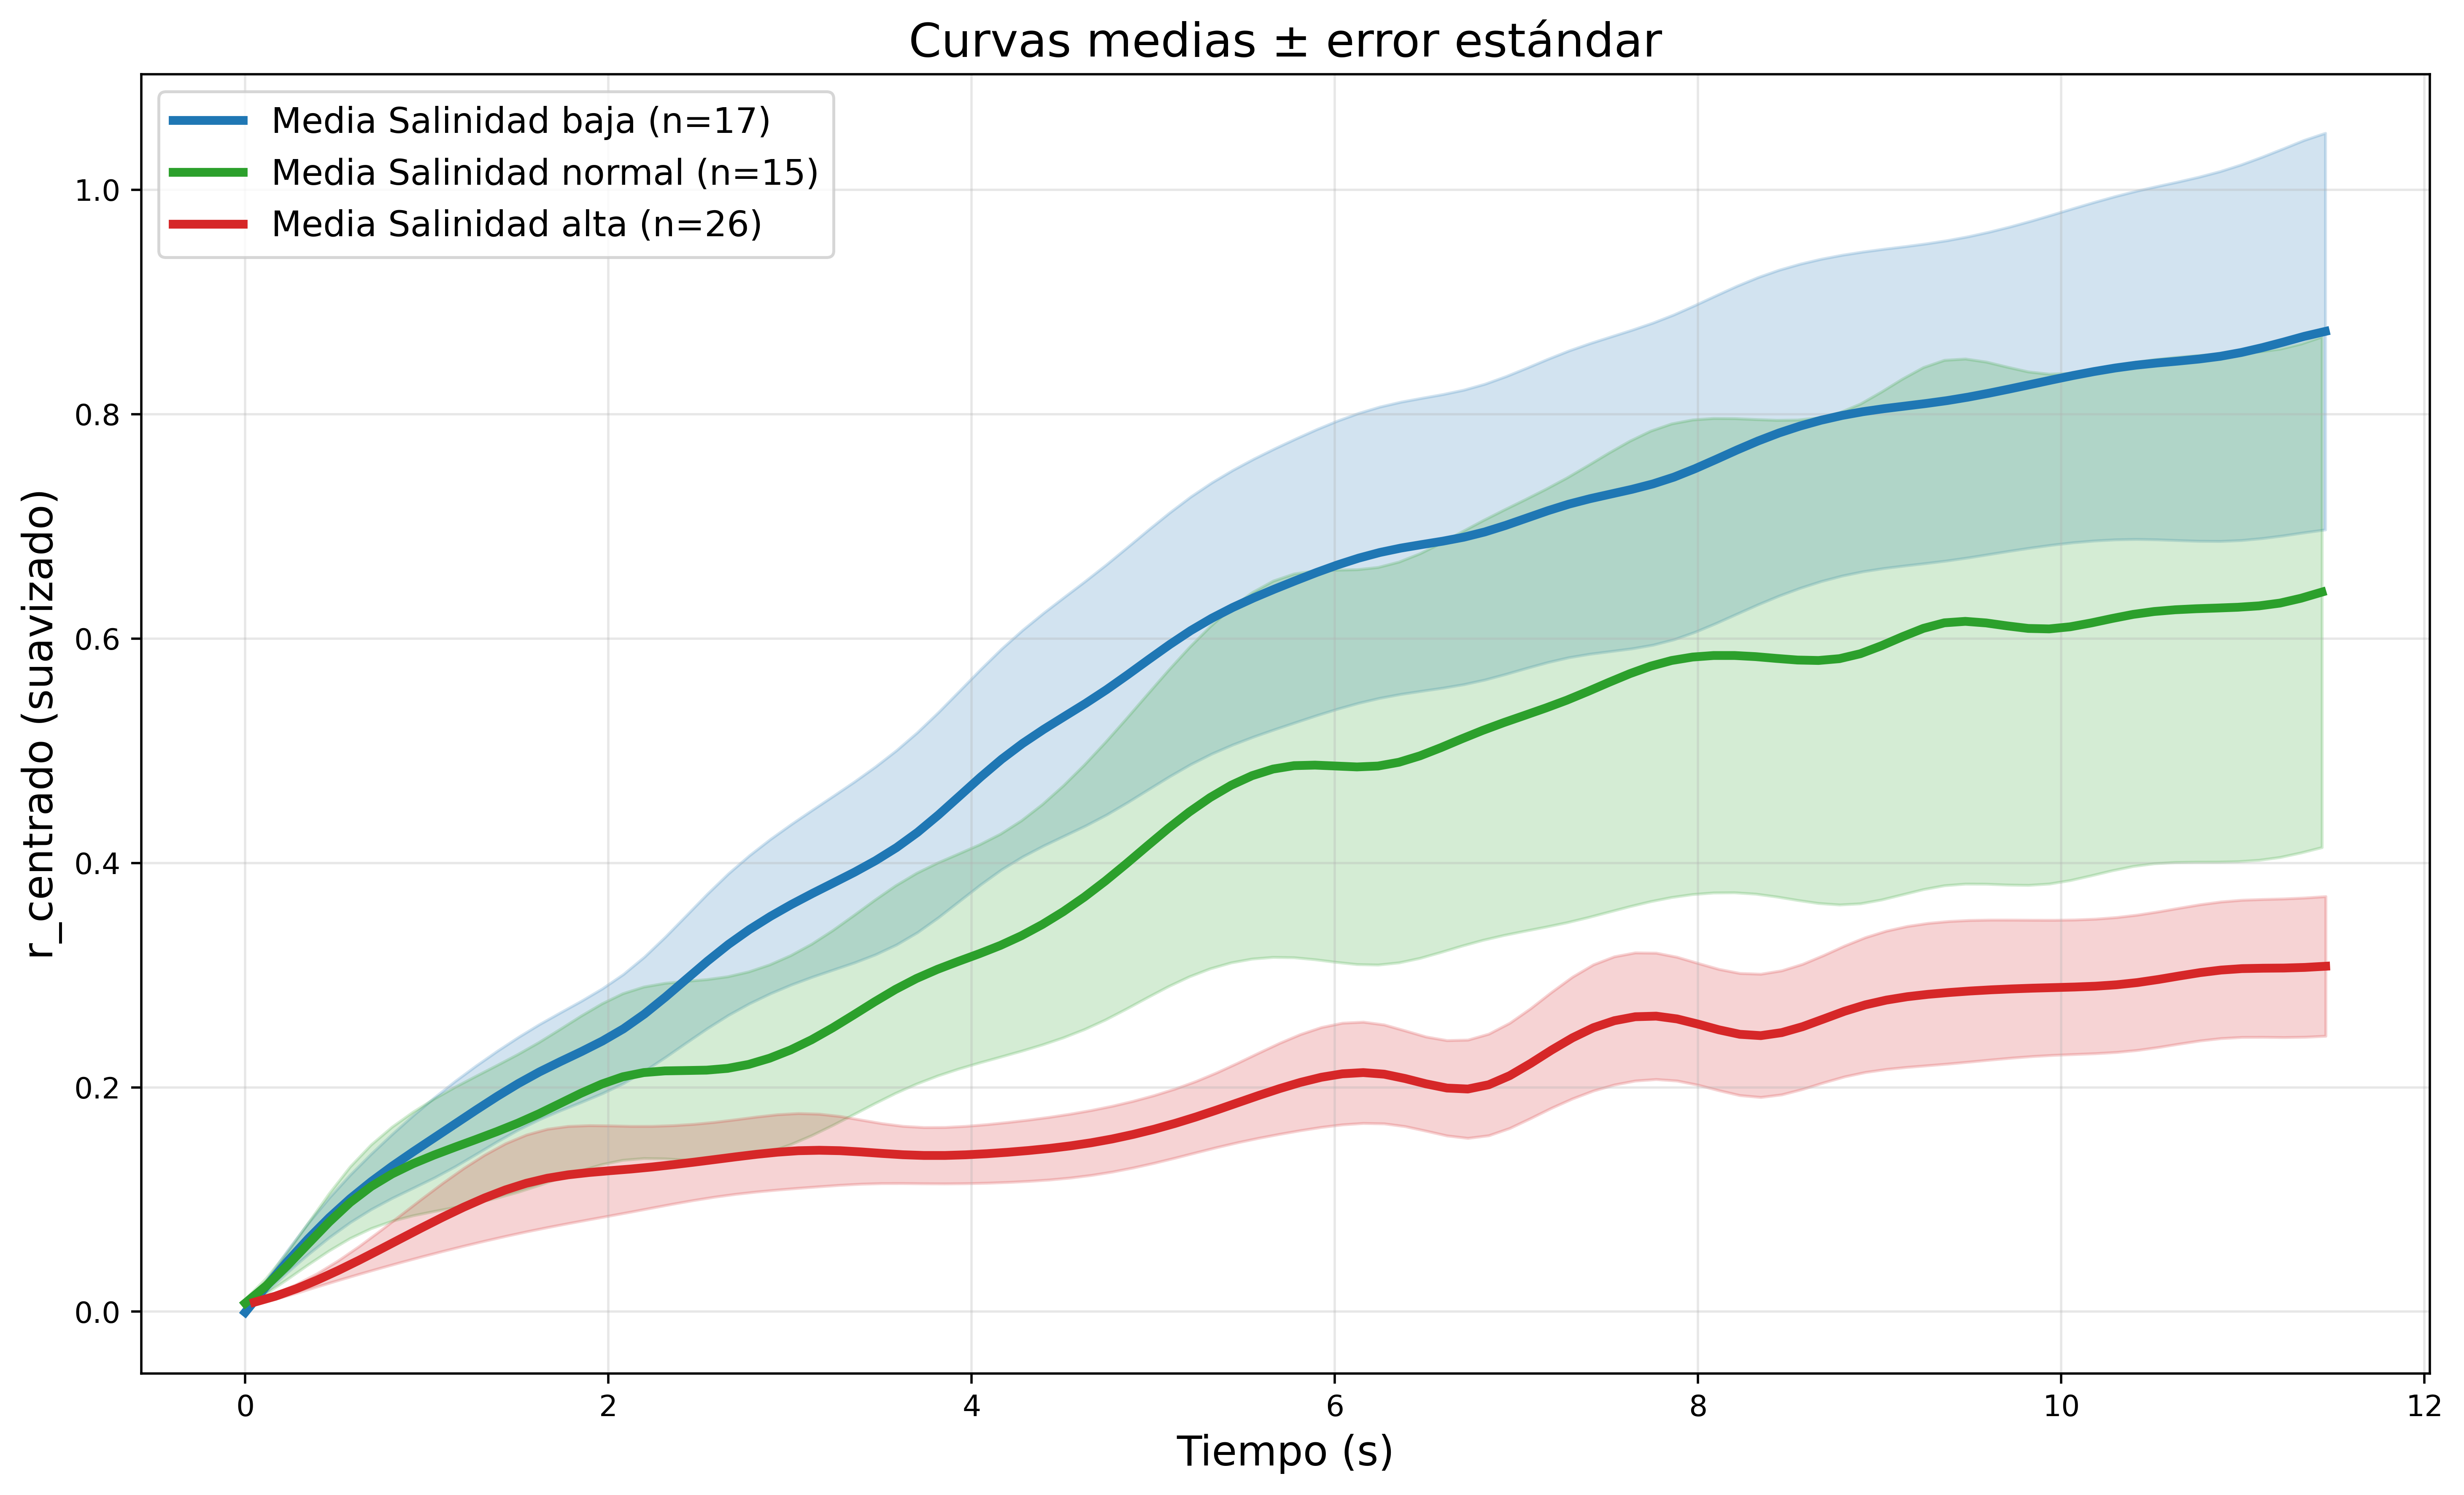 Curvas medias ± error estándar
Media Salinidad baja (n=17)
Media Salinidad normal (n=15)
Media Salinidad alta (n=26)
r_centrado (suavizado)
1.0
0.8
0.6
0.4
0.2
0.0
0 2 4 6 8 10 12
Tiempo (s)